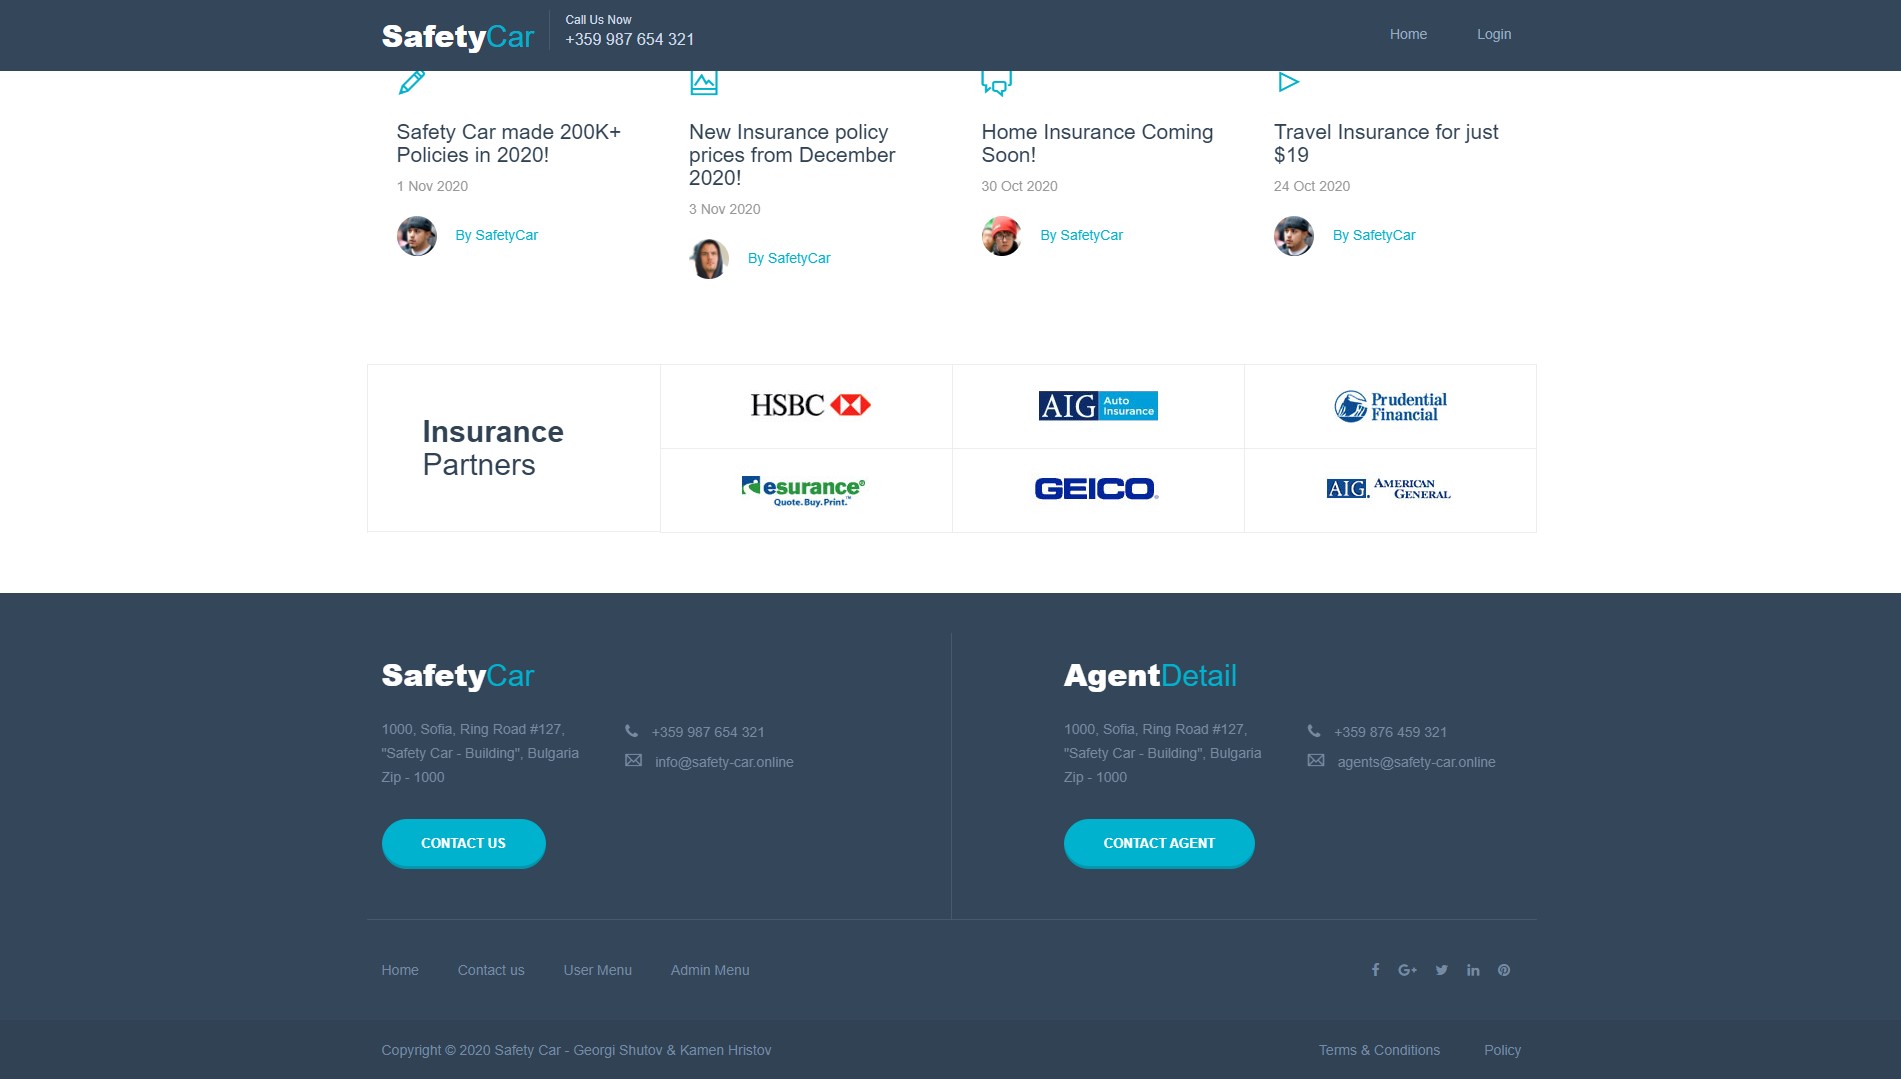 SafetyCar
Call Us Now
+359 987 654 321
Home
Login
Safety Car made 200K+
Policies in 2020!
1 Nov 2020
By SafetyCar
New Insurance policy
prices from December
2020!
3 Nov 2020
By SafetyCar
Home Insurance Coming
Soon!
30 Oct 2020
By SafetyCar
Travel Insurance for just
$19
24 Oct 2020
By SafetyCar
Insurance
Partners
HSBC
AIG Auto
Insurance
Prudential
Financial
esurance®
Quote. Buy. Print.™
GEICO®
AIG. AMERICAN
GENERAL
SafetyCar
1000, Sofia, Ring Road #127,
"Safety Car - Building", Bulgaria
Zip - 1000
+359 987 654 321
info@safety-car.online
CONTACT US
AgentDetail
1000, Sofia, Ring Road #127,
"Safety Car - Building", Bulgaria
Zip - 1000
+359 876 459 321
agents@safety-car.online
CONTACT AGENT
Home
Contact us
User Menu
Admin Menu
Copyright © 2020 Safety Car - Georgi Shutov & Kamen Hristov
Terms & Conditions
Policy